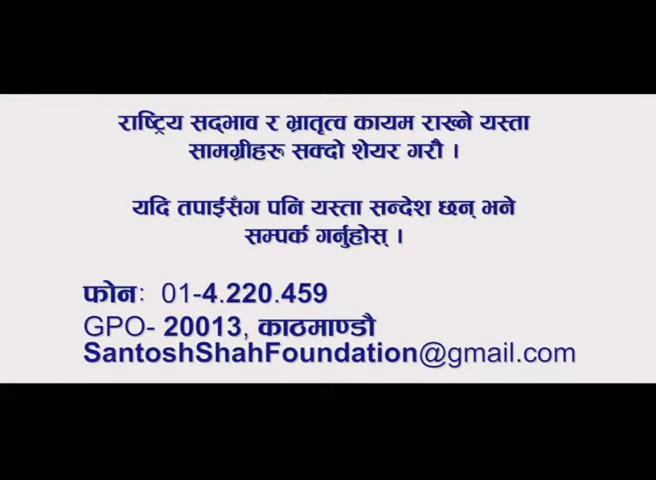 राष्ट्रिय सद्भाव र भ्रातृत्व कायम राख्ने यस्ता
सामग्रीहरु सक्दो शेयर गरौ ।
यदि तपाईसँग पनि यस्ता सन्देश छन् भने
सम्पर्क गर्नुहोस् ।
फोन: 01-4.220.459
GPO- 20013, काठमाण्डौ
SantoshShahFoundation@gmail.com